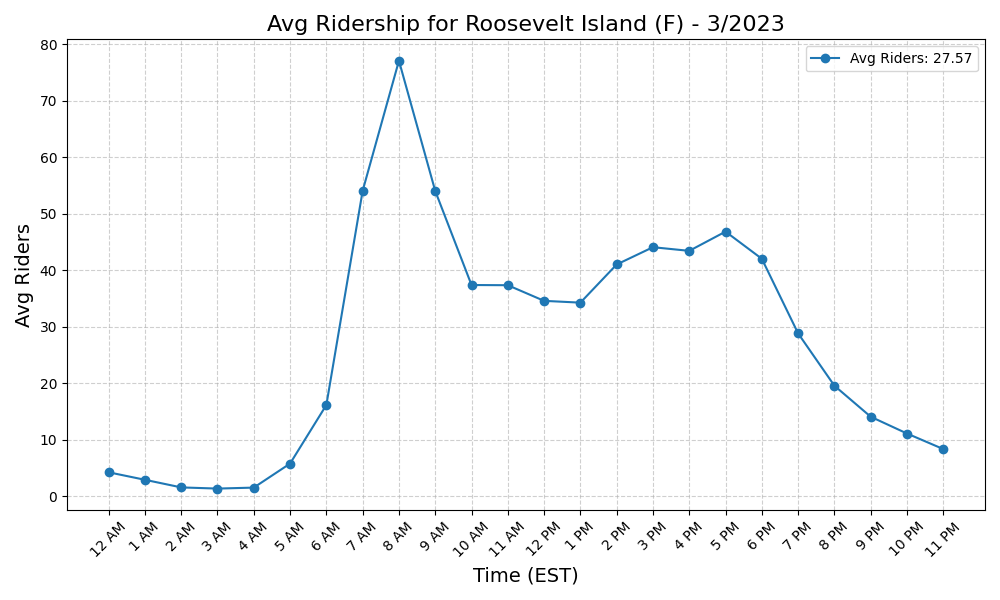 Avg Ridership for Roosevelt Island (F) - 3/2023
Avg Riders: 27.57
Avg Riders
80
70
60
50
40
30
20
10
0
12 AM
1 AM
2 AM
3 AM
4 AM
5 AM
6 AM
7 AM
8 AM
9 AM
10 AM
11 AM
12 PM
1 PM
2 PM
3 PM
4 PM
5 PM
6 PM
7 PM
8 PM
9 PM
10 PM
11 PM
Time (EST)